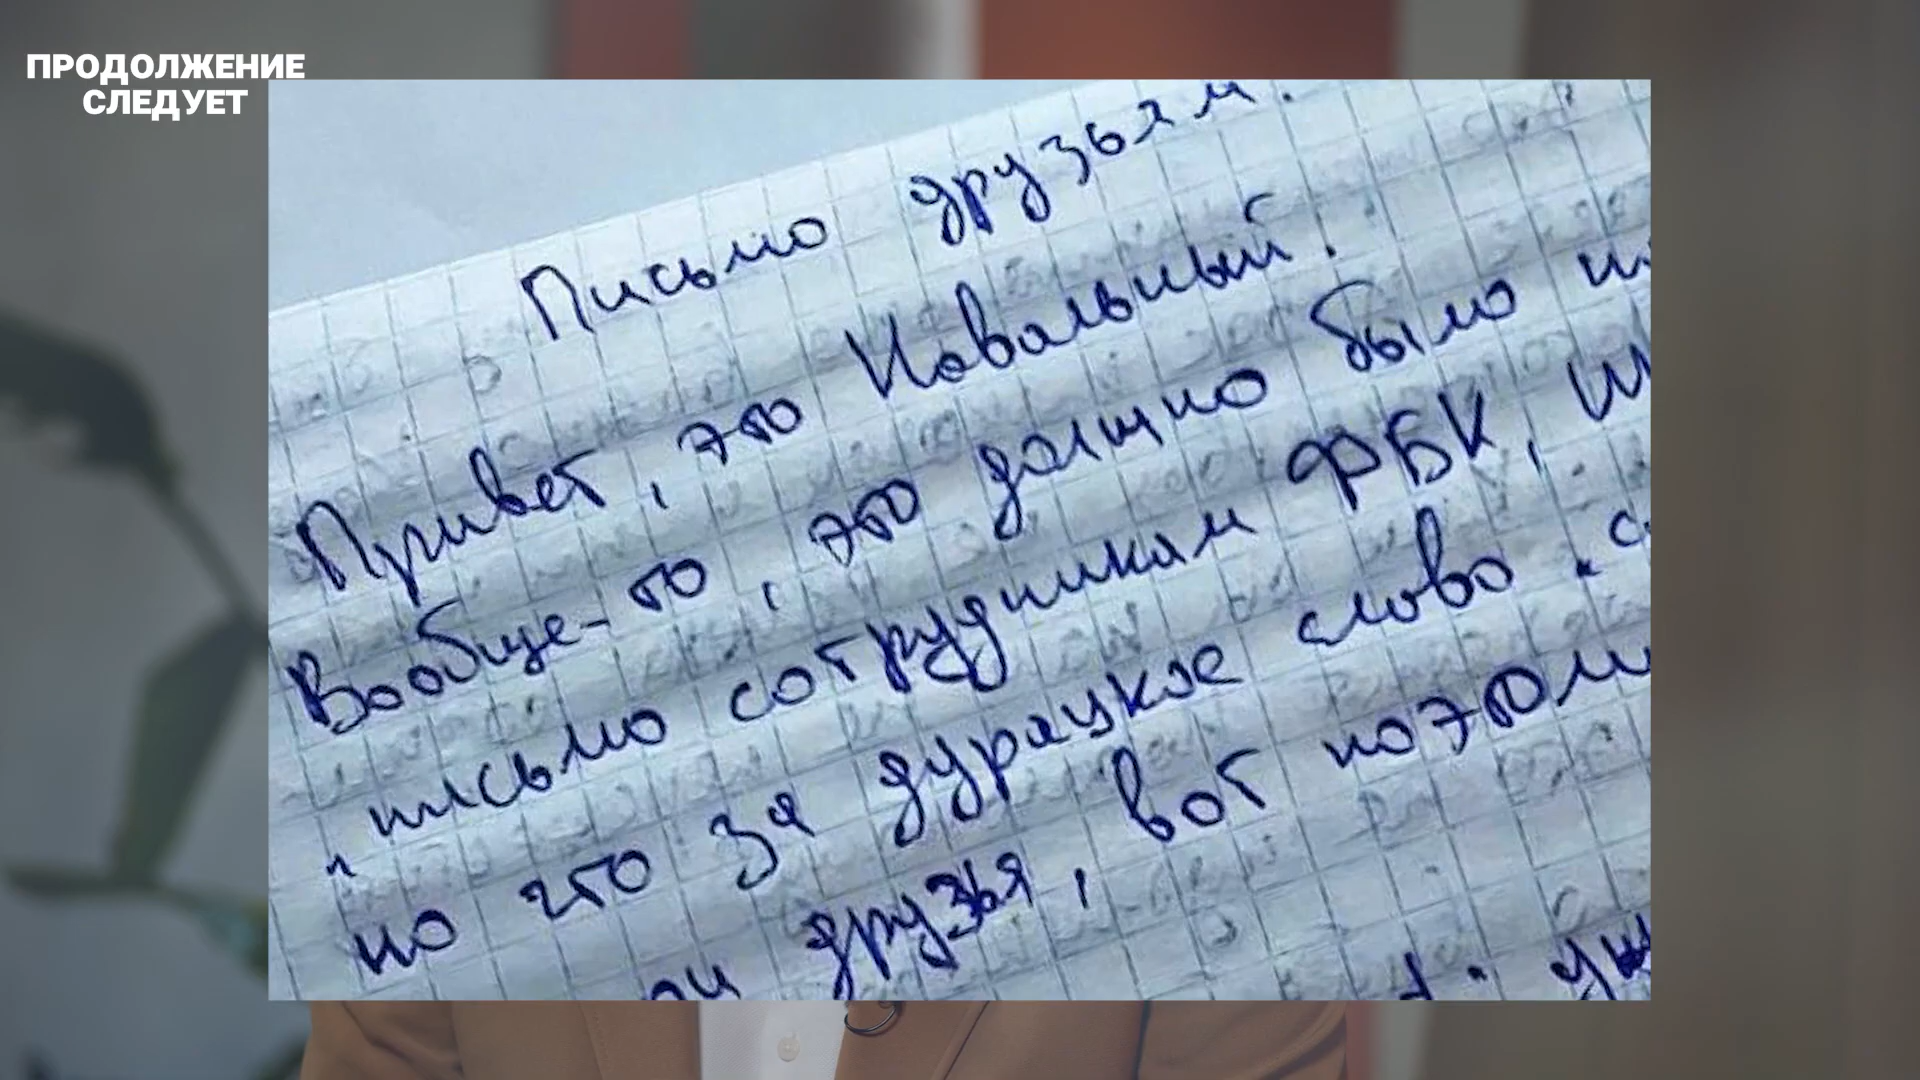 ПРОДОЛЖЕНИЕ
СЛЕДУЕТ
Письмо друзьям.
Привет, это Навальный.
Вообще-то, это должно было
"письмо сотрудникам ФБК,
но что за дурацкое слово.
друзья, вот поэтому